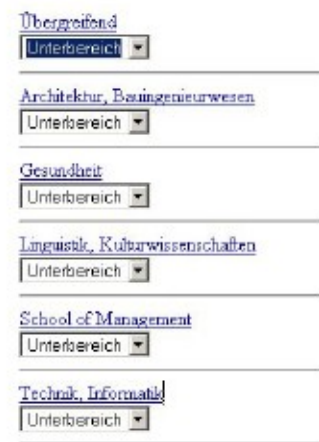 Übergreifend
Unterbereich
Architektur, Bauingenieurwesen
Unterbereich
Gesundheit
Unterbereich
Linguistik, Kulturwissenschaften
Unterbereich
School of Management
Unterbereich
Technik, Informatik
Unterbereich